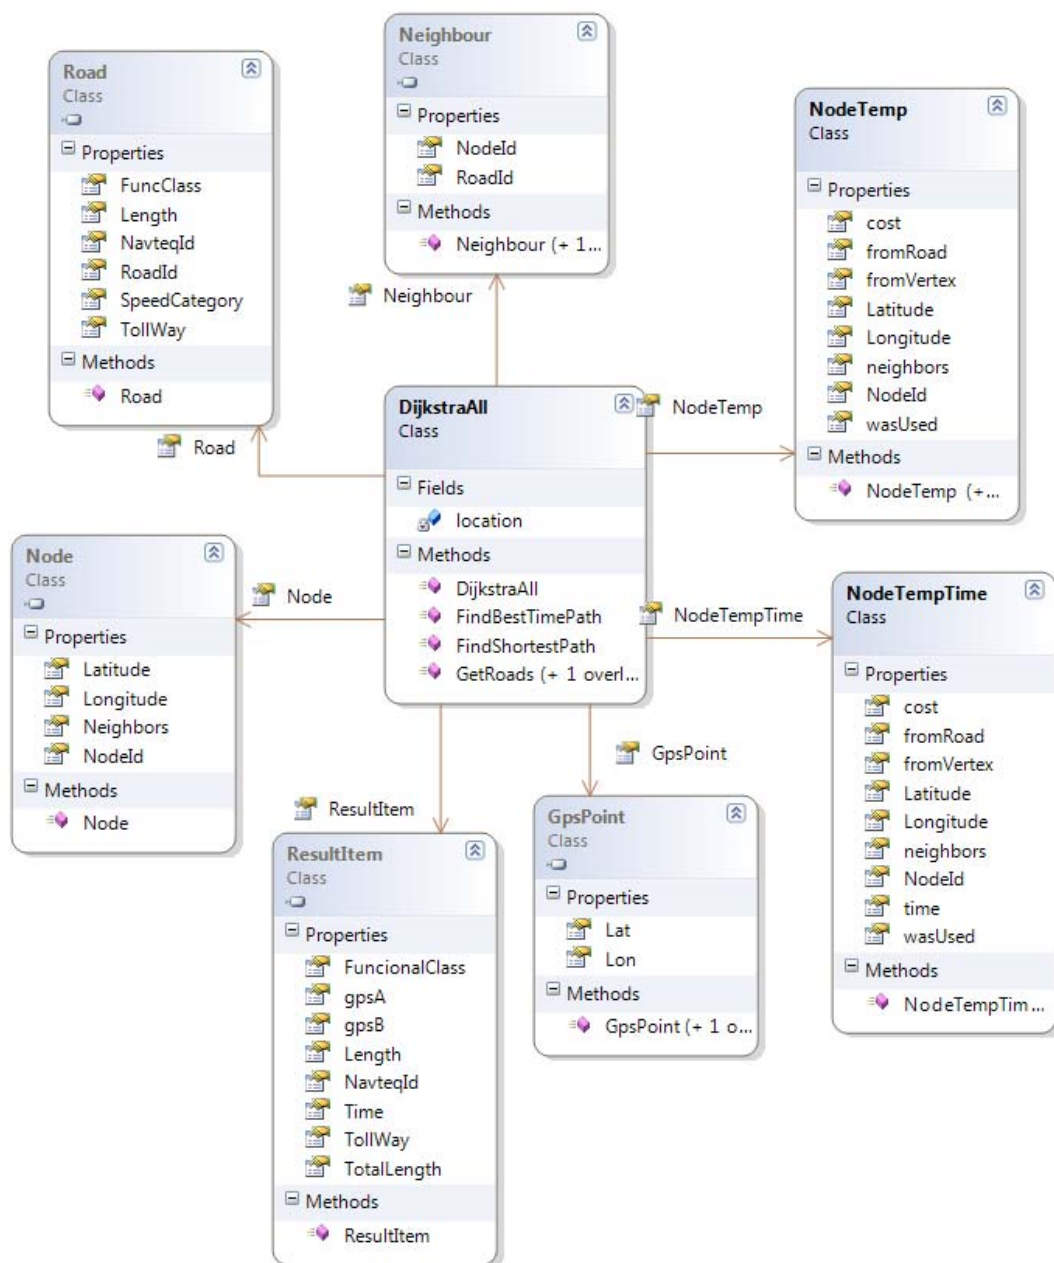 Road
Class
Properties
FuncClass
Length
NavteqId
RoadId
SpeedCategory
TollWay
Methods
Road
Neighbour
Class
Properties
NodeId
RoadId
Methods
Neighbour (+ 1...
NodeTemp
Class
Properties
cost
fromRoad
fromVertex
Latitude
Longitude
neighbors
NodeId
wasUsed
Methods
NodeTemp (+...
Neighbour
Road
NodeTemp
DijkstraAll
Class
Fields
location
Methods
DijkstraAll
FindBestTimePath
FindShortestPath
GetRoads (+ 1 overl...
Node
NodeTempTime
Node
Class
Properties
Latitude
Longitude
Neighbors
NodeId
Methods
Node
NodeTempTime
Class
Properties
cost
fromRoad
fromVertex
Latitude
Longitude
neighbors
NodeId
time
wasUsed
Methods
NodeTempTim...
ResultItem
GpsPoint
ResultItem
Class
Properties
FuncionalClass
gpsA
gpsB
Length
NavteqId
Time
TollWay
TotalLength
Methods
ResultItem
GpsPoint
Class
Properties
Lat
Lon
Methods
GpsPoint (+ 1 o...